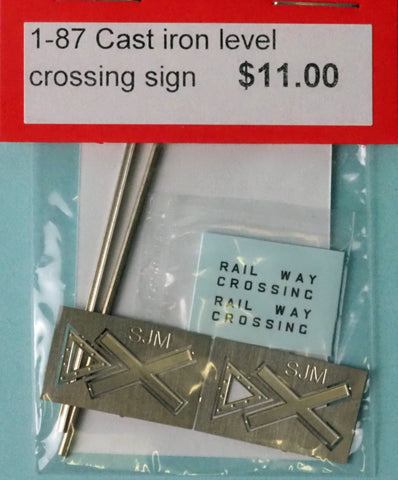 1-87 Cast iron level
crossing sign $11.00
RAIL WAY
CROSSING
RAIL WAY
CROSSING
SJM
SJM